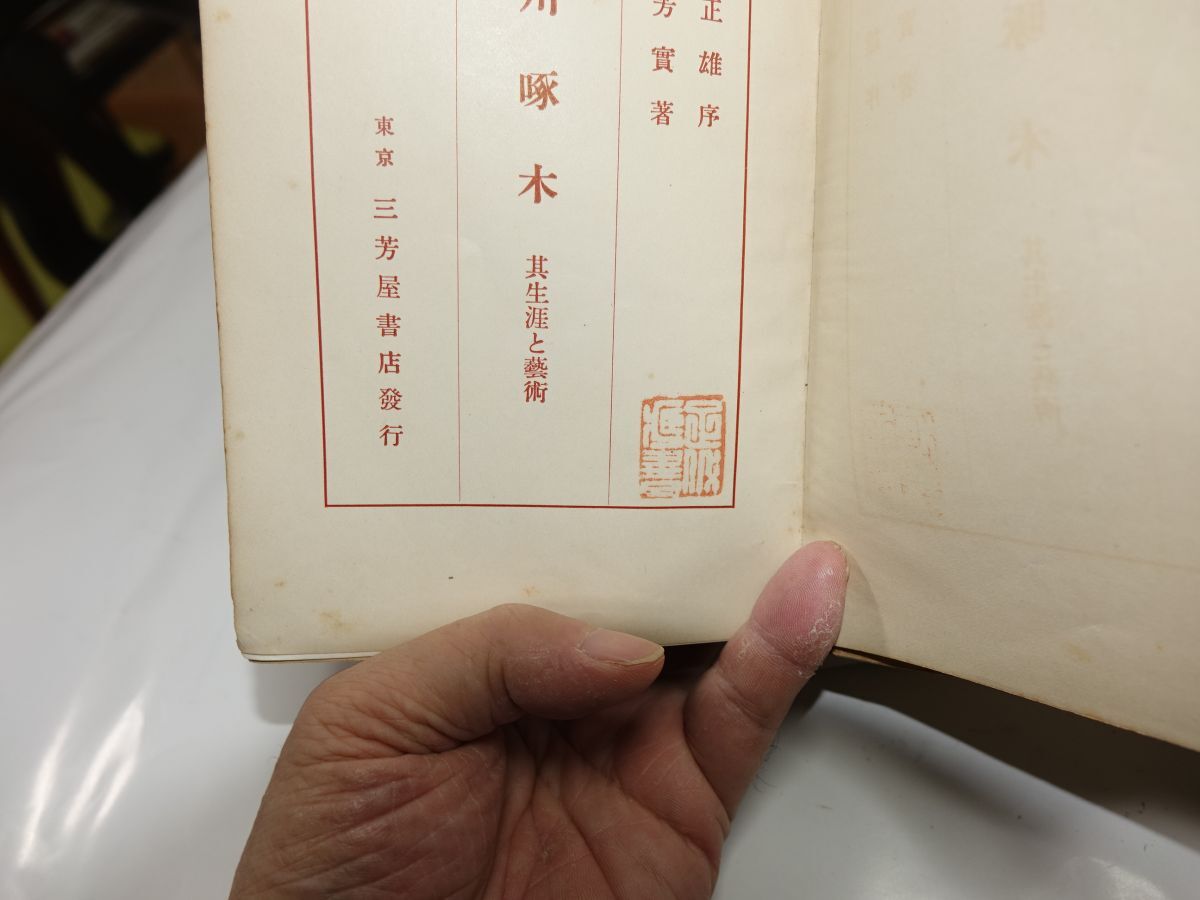 正雄序
芳實著
川啄木 其生涯と藝術
東京 三芳屋書店發行